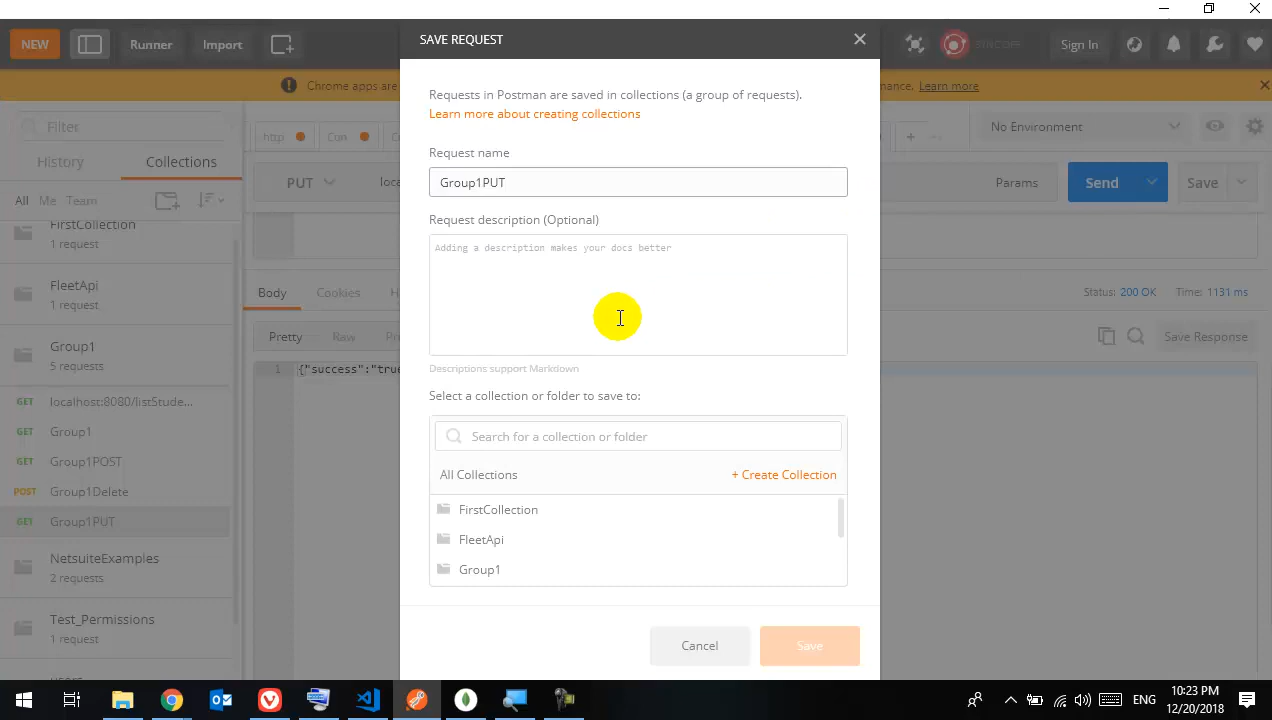 NEW
Runner
Import
SAVE REQUEST
Sign In
Chrome apps are
Learn more
Filter
History
Collections
All Me Team
FirstCollection
1 request
FleetApi
1 request
Group1
5 requests
GET localhost:8080/listStude...
GET Group1
GET Group1POST
POST Group1Delete
GET Group1PUT
NetsuiteExamples
2 requests
Test_Permissions
1 request
http
Con
No Environment
PUT
loca
Params
Send
Save
Body
Cookies
H
Status: 200 OK
Time: 1131 ms
Pretty
Raw
Pr
Save Response
1 {"success":"true
Requests in Postman are saved in collections (a group of requests).
Learn more about creating collections
Request name
Group1PUT
Request description (Optional)
Adding a description makes your docs better
Descriptions support Markdown
Select a collection or folder to save to:
Search for a collection or folder
All Collections
+ Create Collection
FirstCollection
FleetApi
Group1
Cancel
Save
ENG
10:23 PM
12/20/2018